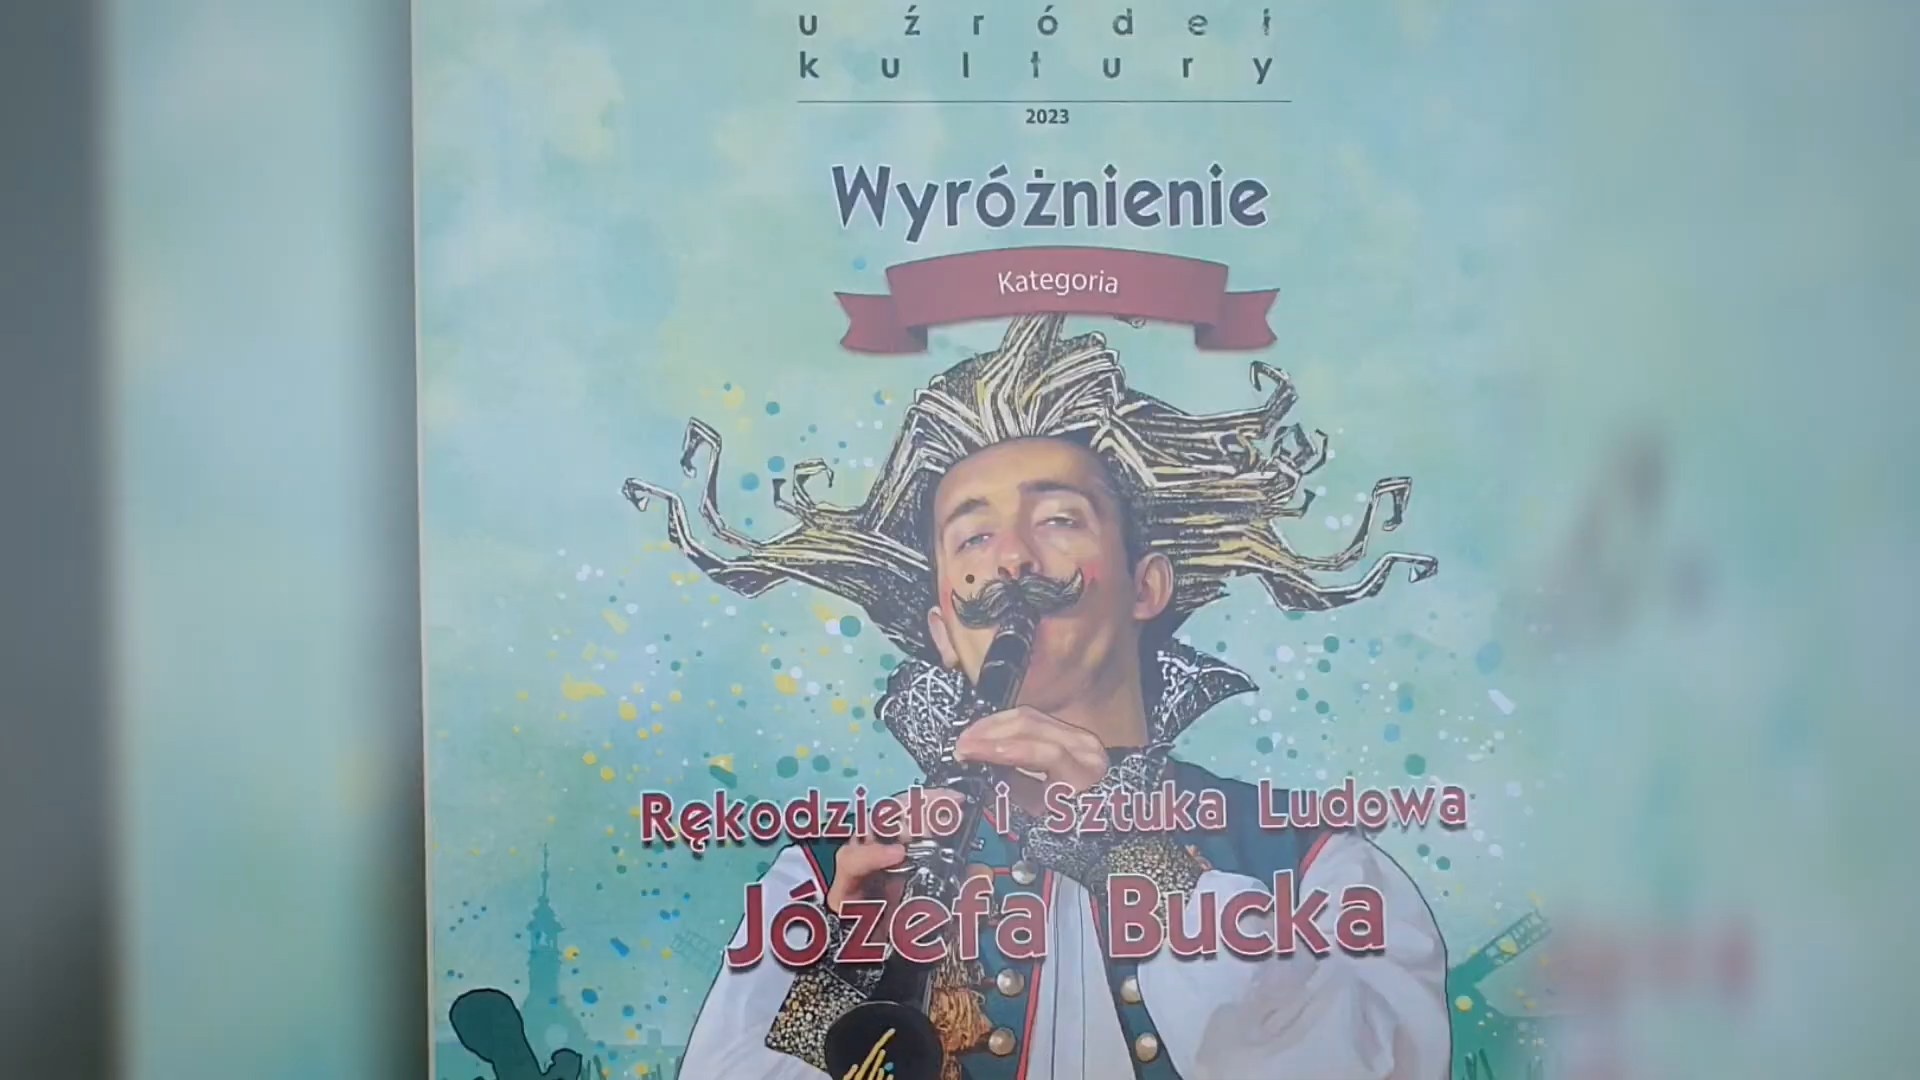 u źródeł
kultury
2023
Wyróżnienie
Kategoria
Rękodzieło i Sztuka Ludowa
Józefa Bucka